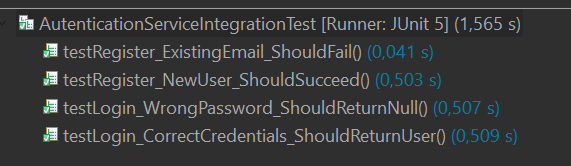 AutenticationServiceIntegrationTest [Runner: JUnit 5] (1,565 s)
testRegister_ExistingEmail_ShouldFail() (0,041 s)
testRegister_NewUser_ShouldSucceed() (0,503 s)
testLogin_WrongPassword_ShouldReturnNull() (0,507 s)
testLogin_CorrectCredentials_ShouldReturnUser() (0,509 s)